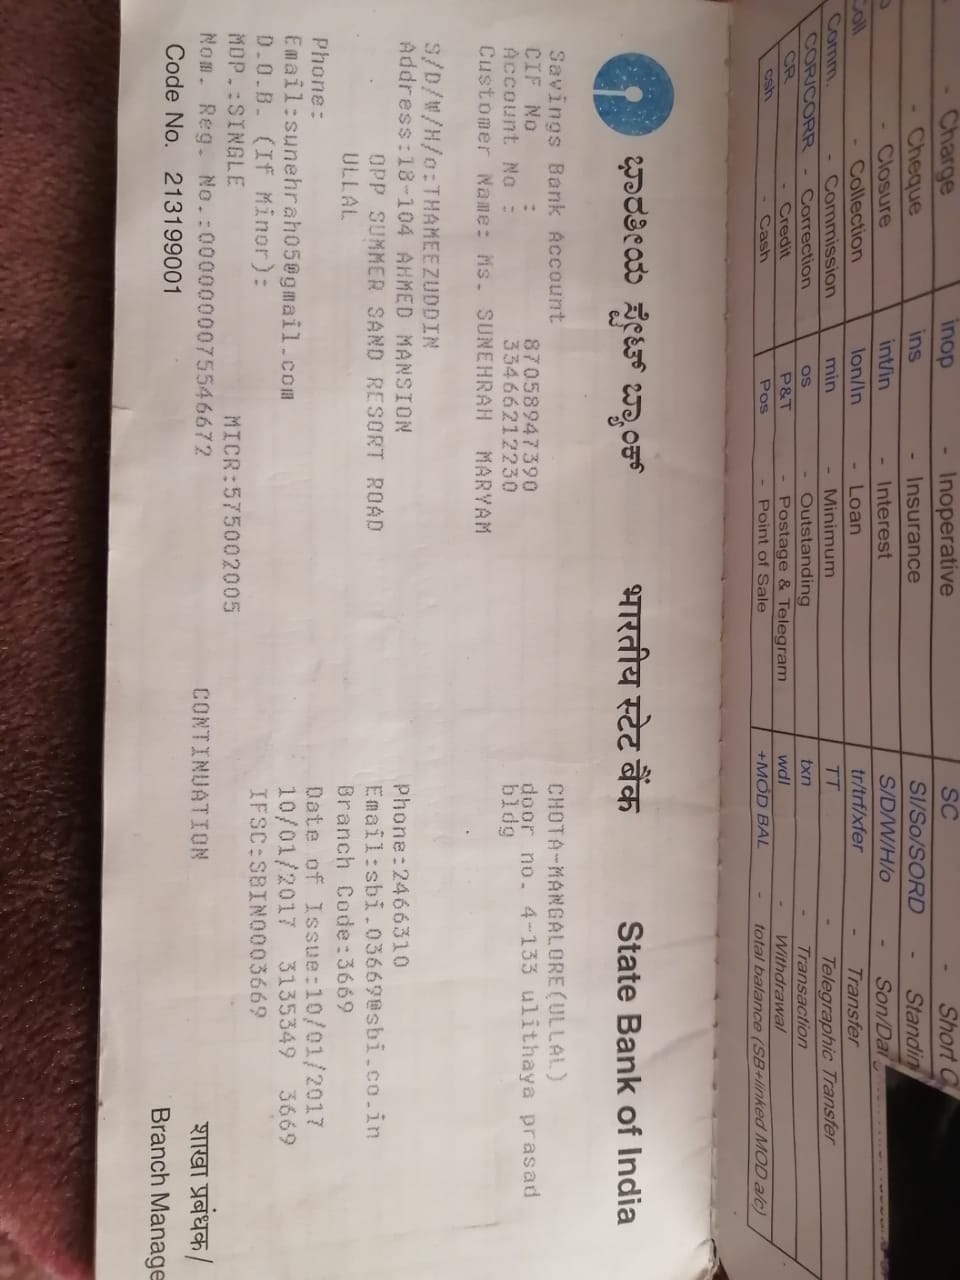 - Charge inop - Inoperative SC - Short
- Cheque ins - Insurance SI/So/SORD - Standin
- Closure int/in - Interest S/D/W/H/o - Son/Da
Coll - Collection lon/ln - Loan tr/trf/xfer - Transfer
Comm. - Commission min - Minimum TT - Telegraphic Transfer
COR/CORR - Correction os - Outstanding txn - Transaction
CR - Credit P&T - Postage & Telegram wdl - Withdrawal
csh - Cash Pos - Point of Sale +MOD BAL - total balance (SB+linked MOD a/c)
ಭಾರತೀಯ ಸ್ಟೇಟ್ ಬ್ಯಾಂಕ್ भारतीय स्टेट बैंक State Bank of India
Savings Bank Account CHOTA-MANGALORE(ULLAL)
CIF No : 87058947390 door no. 4-133 ulithaya prasad
Account No : 33466212230 bldg
Customer Name: Ms. SUNEHRAH MARYAM
S/D/W/H/o:THAMEEZUDDIN
Address:18-104 AHMED MANSION Phone:2466310
OPP SUMMER SAND RESORT ROAD Email:sbi.03669@sbi.co.in
ULLAL Branch Code:3669
Phone: Date of Issue:10/01/2017
Email:sunehrah05@gmail.com 10/01/2017 3135349 3669
D.O.B. (If Minor): IFSC:SBIN0003669
MOP.:SINGLE MICR:575002005
Nom. Reg. No.:0000000075546672 CONTINUATION शाखा प्रबंधक /
Code No. 213199001 Branch Manage